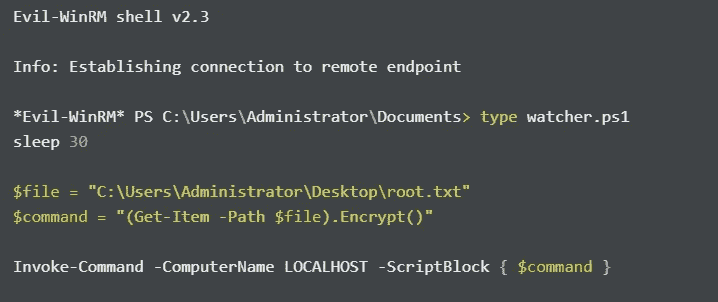 Evil-WinRM shell v2.3
Info: Establishing connection to remote endpoint
*Evil-WinRM* PS C:\Users\Administrator\Documents> type watcher.ps1
sleep 30
$file = "C:\Users\Administrator\Desktop\root.txt"
$command = "(Get-Item -Path $file).Encrypt()"
Invoke-Command -ComputerName LOCALHOST -ScriptBlock { $command }